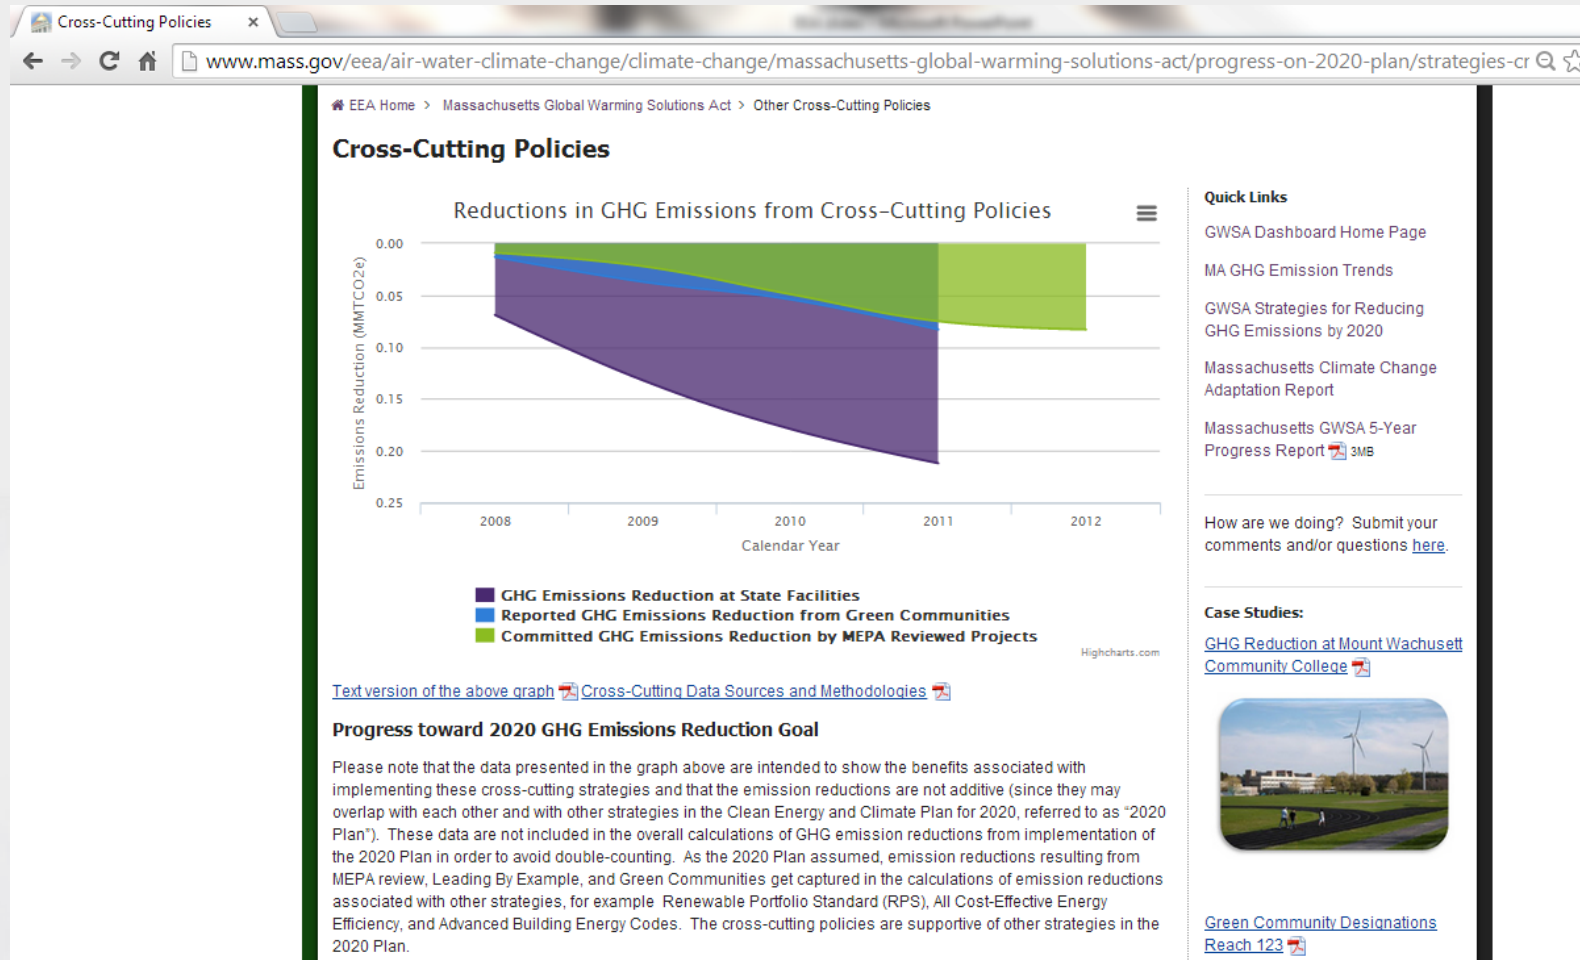 Cross-Cutting Policies
www.mass.gov/eea/air-water-climate-change/climate-change/massachusetts-global-warming-solutions-act/progress-on-2020-plan/strategies-cr
EEA Home > Massachusetts Global Warming Solutions Act > Other Cross-Cutting Policies
Cross-Cutting Policies
Reductions in GHG Emissions from Cross-Cutting Policies
Emissions Reduction (MMTCO2e)
0.00
0.05
0.10
0.15
0.20
0.25
2008 2009 2010 2011 2012
Calendar Year
GHG Emissions Reduction at State Facilities
Reported GHG Emissions Reduction from Green Communities
Committed GHG Emissions Reduction by MEPA Reviewed Projects
Highcharts.com
Text version of the above graph Cross-Cutting Data Sources and Methodologies
Progress toward 2020 GHG Emissions Reduction Goal
Please note that the data presented in the graph above are intended to show the benefits associated with
implementing these cross-cutting strategies and that the emission reductions are not additive (since they may
overlap with each other and with other strategies in the Clean Energy and Climate Plan for 2020, referred to as “2020
Plan”). These data are not included in the overall calculations of GHG emission reductions from implementation of
the 2020 Plan in order to avoid double-counting. As the 2020 Plan assumed, emission reductions resulting from
MEPA review, Leading By Example, and Green Communities get captured in the calculations of emission reductions
associated with other strategies, for example Renewable Portfolio Standard (RPS), All Cost-Effective Energy
Efficiency, and Advanced Building Energy Codes. The cross-cutting policies are supportive of other strategies in the
2020 Plan.
Quick Links
GWSA Dashboard Home Page
MA GHG Emission Trends
GWSA Strategies for Reducing
GHG Emissions by 2020
Massachusetts Climate Change
Adaptation Report
Massachusetts GWSA 5-Year
Progress Report 3MB
How are we doing? Submit your
comments and/or questions here.
Case Studies:
GHG Reduction at Mount Wachusett
Community College
Green Community Designations
Reach 123